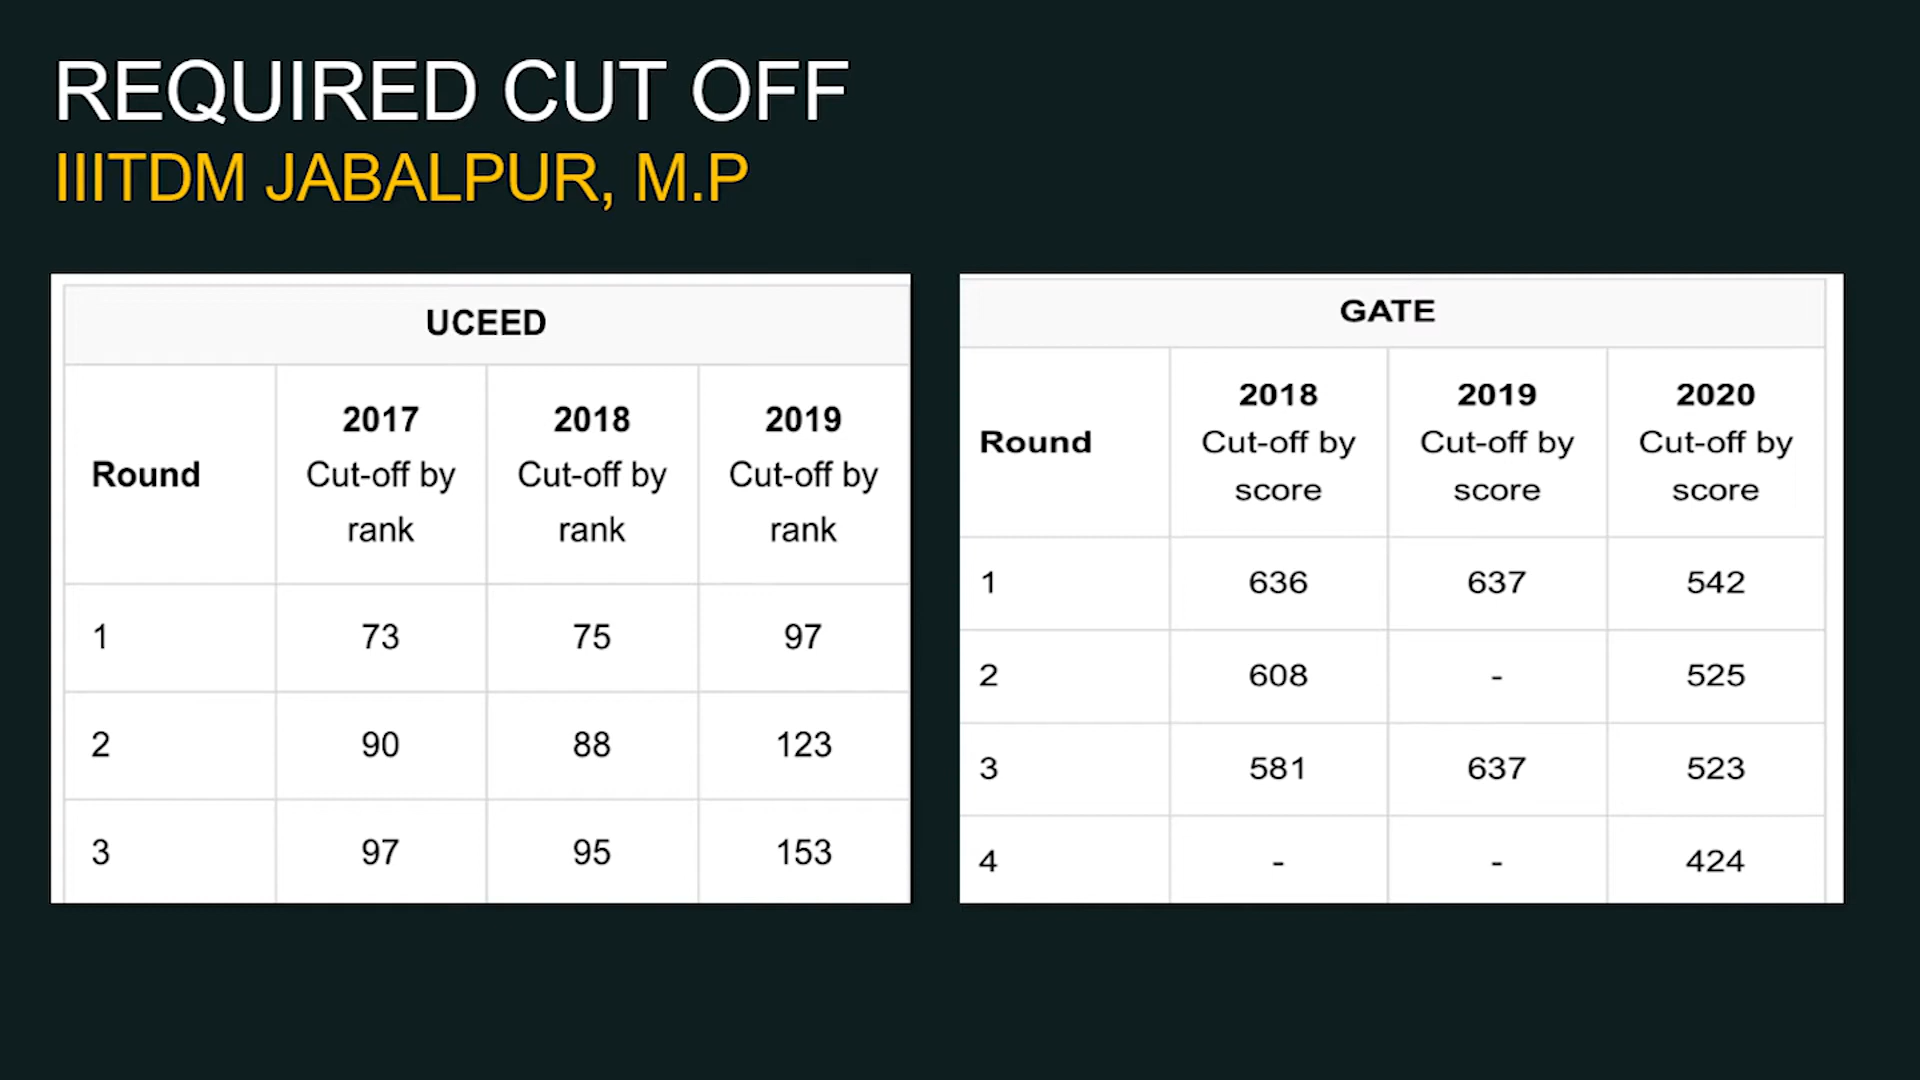 REQUIRED CUT OFF
IIITDM JABALPUR, M.P
UCEED
Round 2017 Cut-off by rank 2018 Cut-off by rank 2019 Cut-off by rank
1 73 75 97
2 90 88 123
3 97 95 153
GATE
Round 2018 Cut-off by score 2019 Cut-off by score 2020 Cut-off by score
1 636 637 542
2 608 - 525
3 581 637 523
4 - - 424